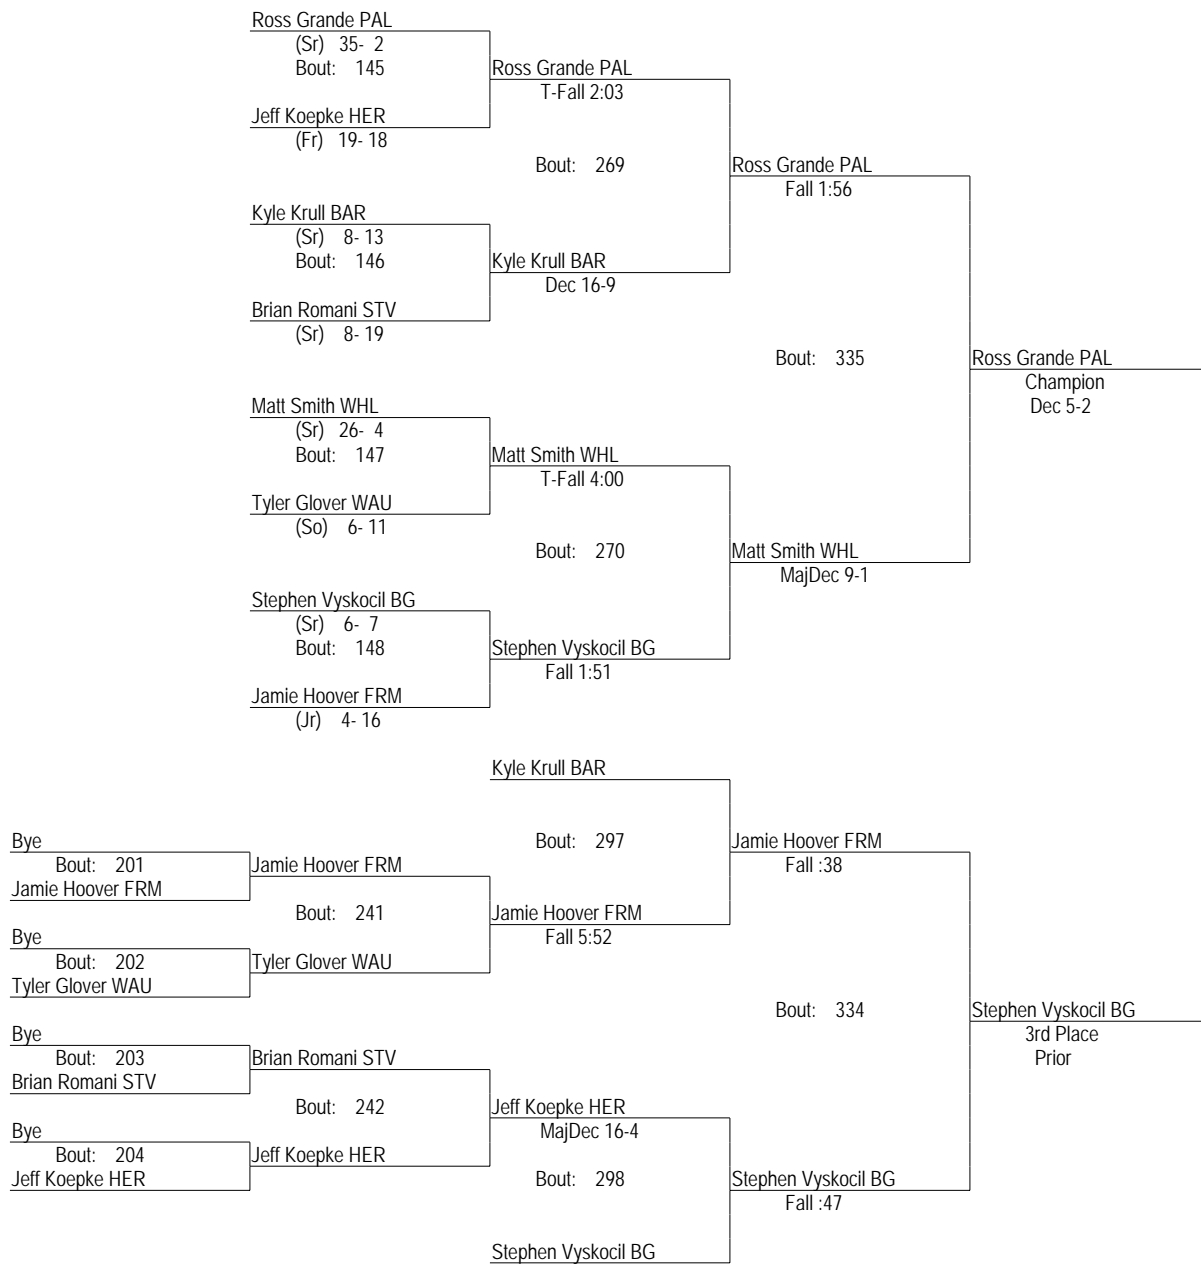 Ross Grande PAL
(Sr) 35- 2
Bout: 145
Ross Grande PAL
T-Fall 2:03
Jeff Koepke HER
(Fr) 19- 18
Bout: 269
Ross Grande PAL
Fall 1:56
Kyle Krull BAR
(Sr) 8- 13
Bout: 146
Kyle Krull BAR
Dec 16-9
Brian Romani STV
(Sr) 8- 19
Bout: 335
Ross Grande PAL
Champion
Dec 5-2
Matt Smith WHL
(Sr) 26- 4
Bout: 147
Matt Smith WHL
T-Fall 4:00
Tyler Glover WAU
(So) 6- 11
Bout: 270
Matt Smith WHL
MajDec 9-1
Stephen Vyskocil BG
(Sr) 6- 7
Bout: 148
Stephen Vyskocil BG
Fall 1:51
Jamie Hoover FRM
(Jr) 4- 16
Kyle Krull BAR
Bye
Bout: 201
Jamie Hoover FRM
Jamie Hoover FRM
Bout: 297
Jamie Hoover FRM
Fall :38
Bout: 241
Jamie Hoover FRM
Fall 5:52
Bye
Bout: 202
Tyler Glover WAU
Tyler Glover WAU
Bout: 334
Stephen Vyskocil BG
3rd Place
Prior
Bye
Bout: 203
Brian Romani STV
Brian Romani STV
Bout: 242
Jeff Koepke HER
MajDec 16-4
Bye
Bout: 204
Jeff Koepke HER
Jeff Koepke HER
Bout: 298
Stephen Vyskocil BG
Fall :47
Stephen Vyskocil BG